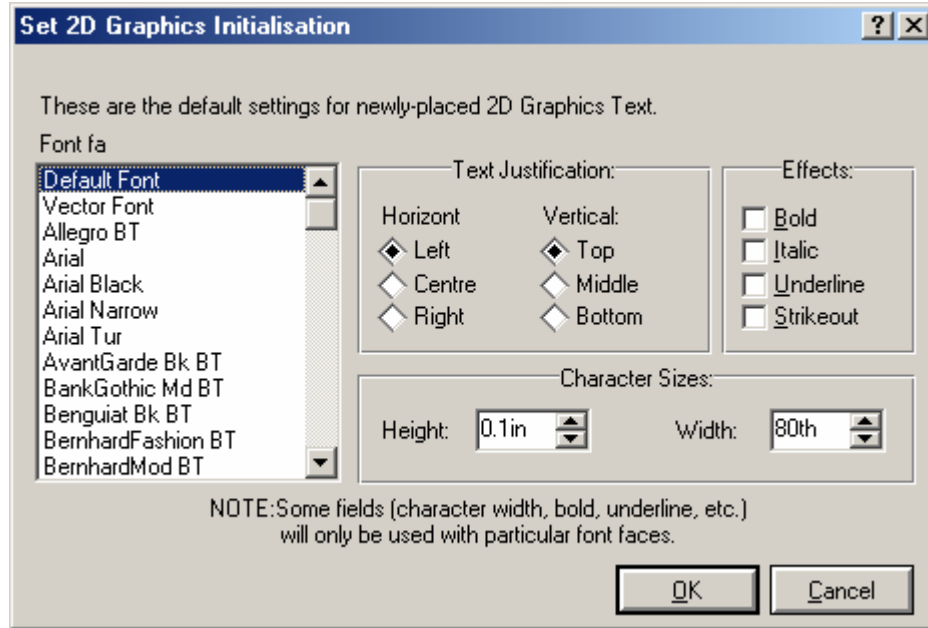 Set 2D Graphics Initialisation
These are the default settings for newly-placed 2D Graphics Text.
Font fa
Default Font
Vector Font
Allegro BT
Arial
Arial Black
Arial Narrow
Arial Tur
AvantGarde Bk BT
BankGothic Md BT
Benguiat Bk BT
BernhardFashion BT
BernhardMod BT
Text Justification:
Horizont
Left
Centre
Right
Vertical:
Top
Middle
Bottom
Effects:
Bold
Italic
Underline
Strikeout
Character Sizes:
Height: 0.1in Width: 80th
NOTE:Some fields (character width, bold, underline, etc.)
will only be used with particular font faces.
OK Cancel